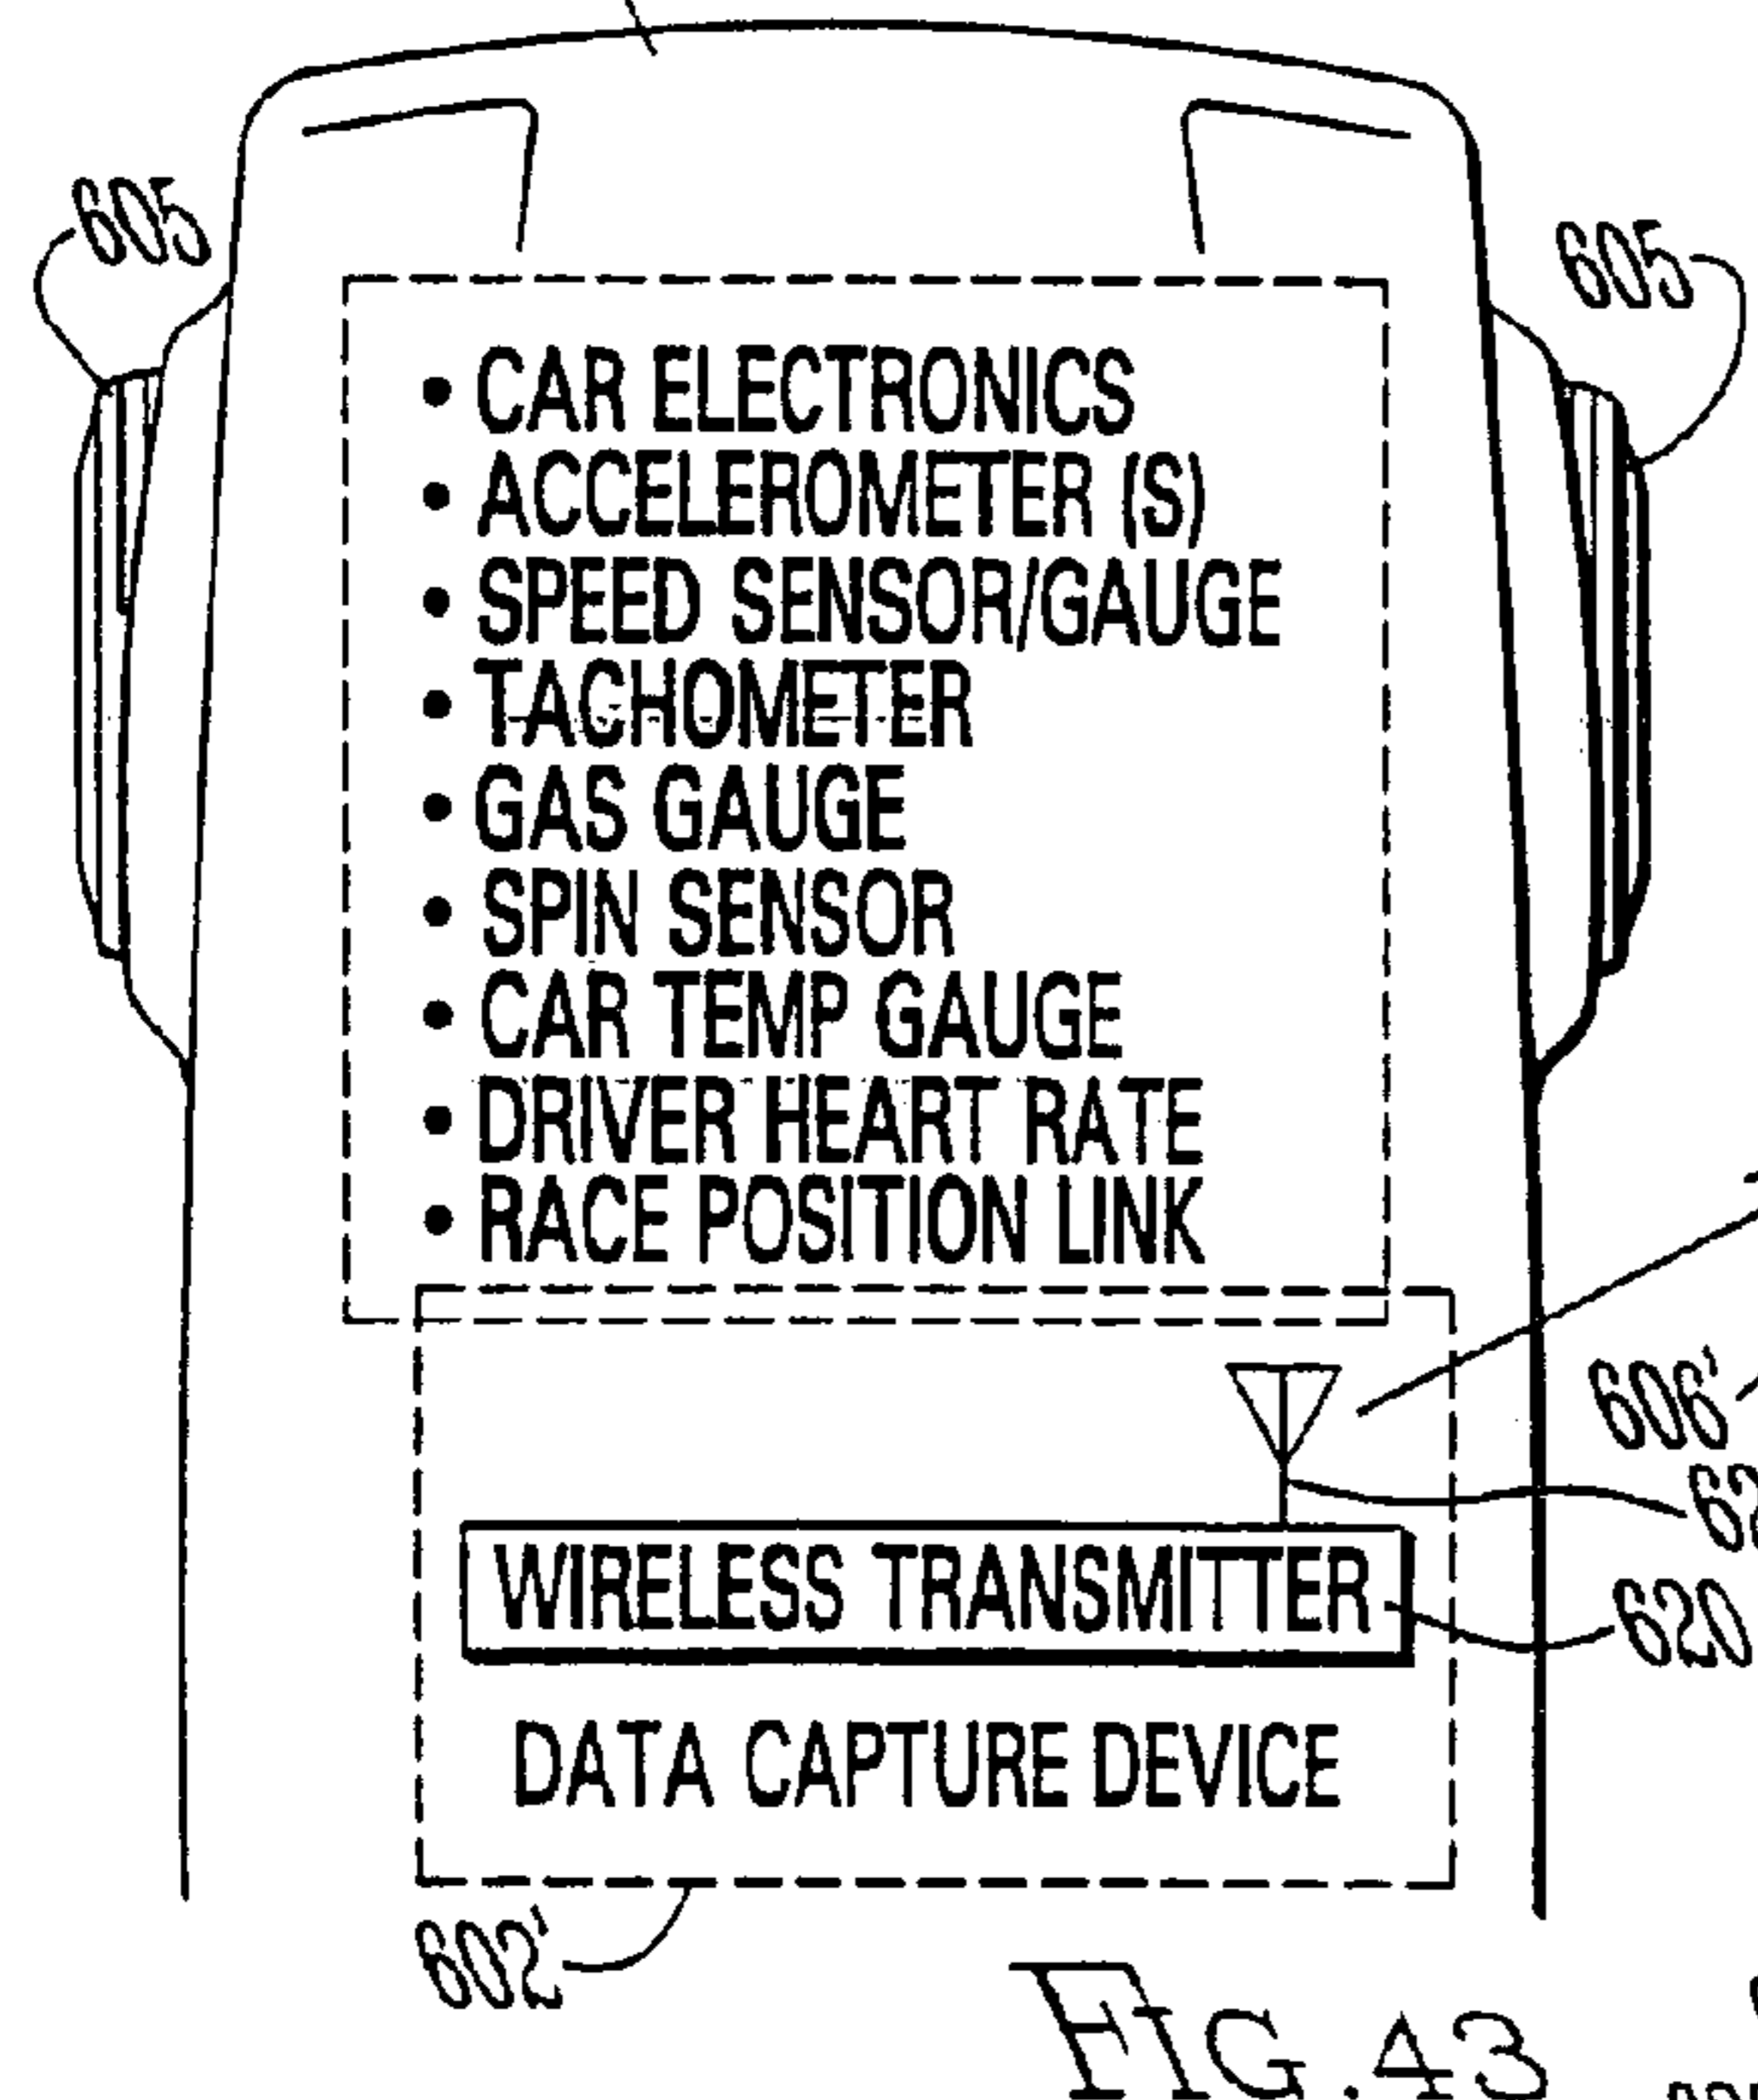 605
605
• CAR ELECTRONICS
• ACCELEROMETER (S)
• SPEED SENSOR/GAUGE
• TACHOMETER
• GAS GAUGE
• SPIN SENSOR
• CAR TEMP GAUGE
• DRIVER HEART RATE
• RACE POSITION LINK
606'
WIRELESS TRANSMITTER
620
DATA CAPTURE DEVICE
602'
FIG.43